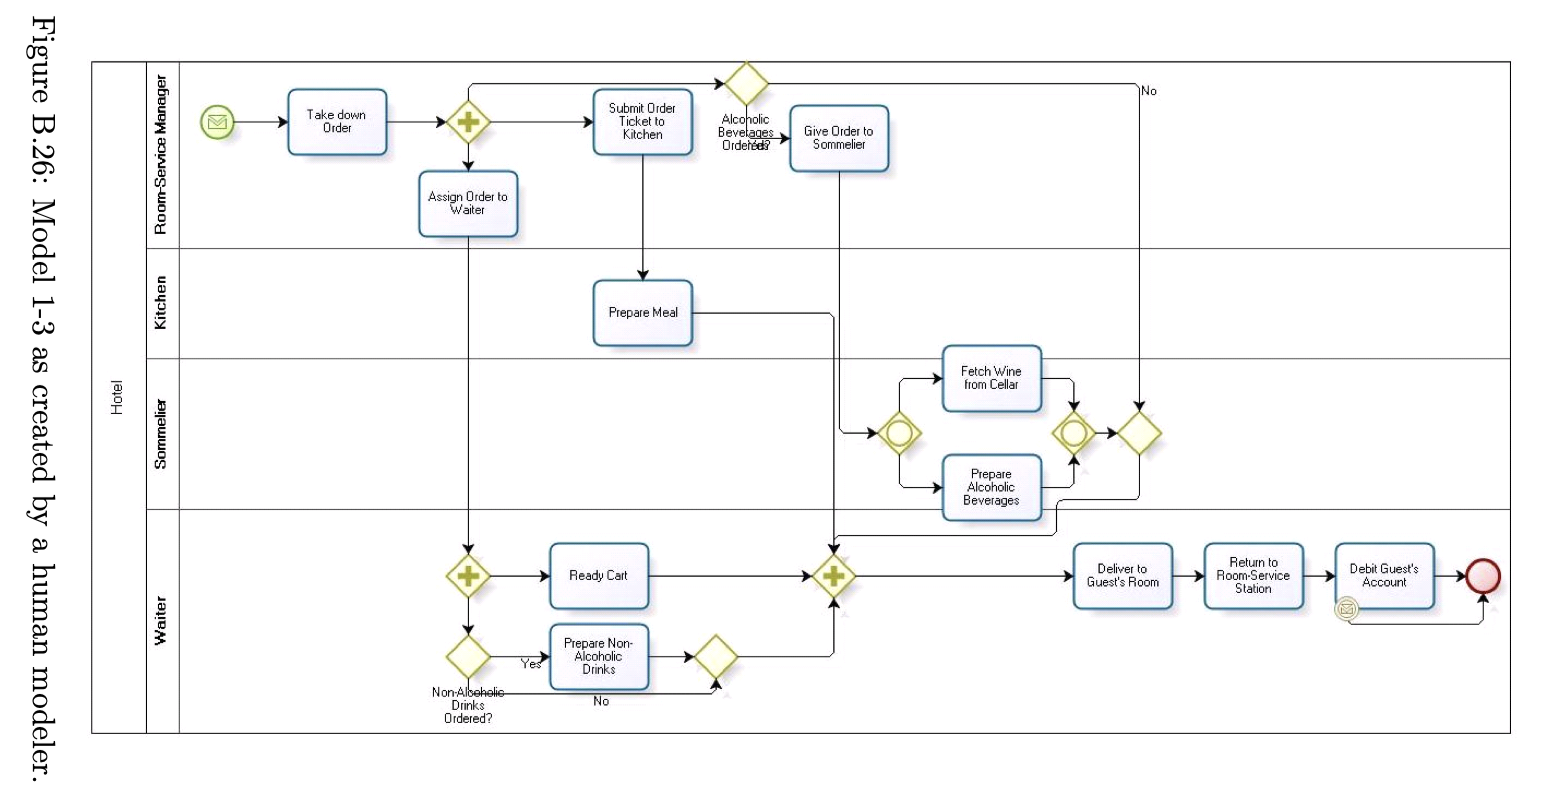 Figure B.26: Model 1-3 as created by a human modeler.
Hotel
Room-Service Manager
Take down
Order
Assign Order to
Waiter
Submit Order
Ticket to
Kitchen
Alcoholic
Beverages
Ordered?
Yes
Give Order to
Sommelier
No
Kitchen
Prepare Meal
Sommelier
Fetch Wine
from Cellar
Prepare
Alcoholic
Beverages
Waiter
Ready Cart
Yes
Prepare Non-
Alcoholic
Drinks
Non-Alcoholic
Drinks
Ordered?
No
Deliver to
Guest's Room
Return to
Room-Service
Station
Debit Guest's
Account